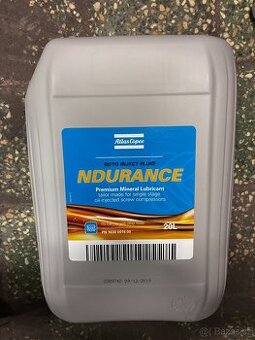 Atlas Copco
ROTO INJECT FLUID
NDURANCE
Premium Mineral Lubricant
tailor made for single stage
oil-injected screw compressors
20L